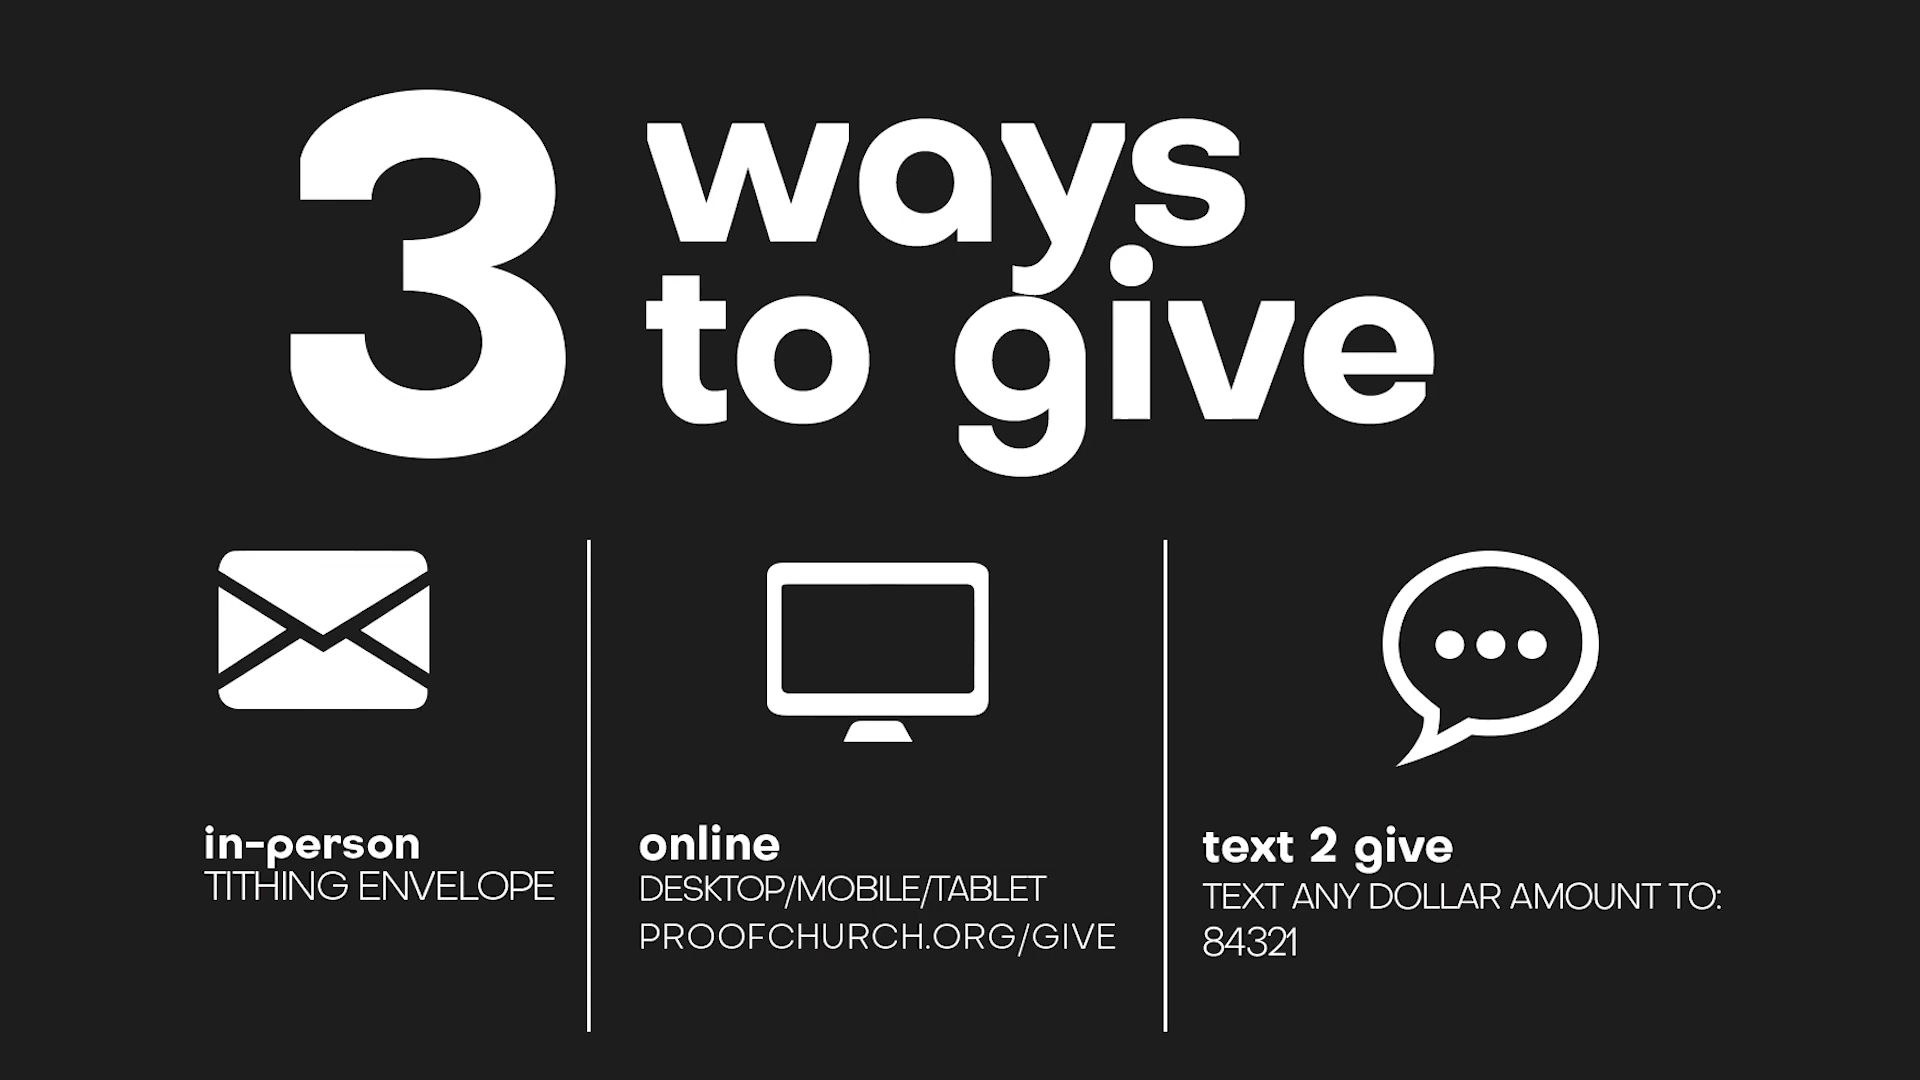 3 ways
to give
in-person
TITHING ENVELOPE
online
DESKTOP/MOBILE/TABLET
PROOFCHURCH.ORG/GIVE
text 2 give
TEXT ANY DOLLAR AMOUNT TO:
84321